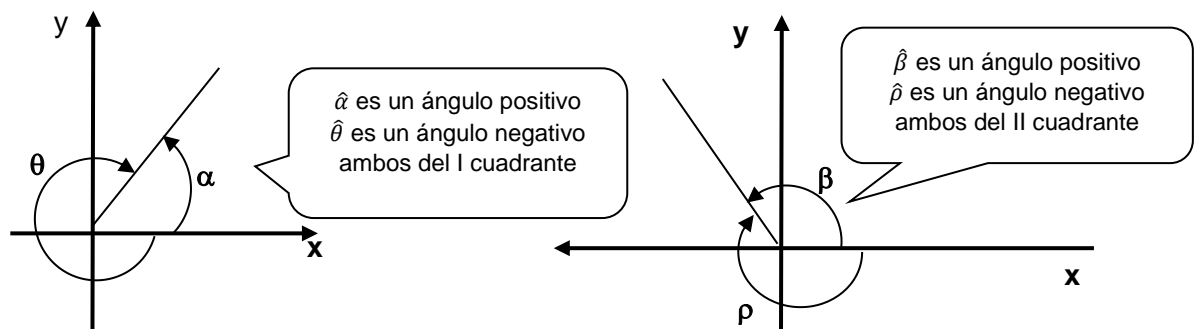 y
θ
α
x
α̂ es un ángulo positivo
θ̂ es un ángulo negativo
ambos del I cuadrante
y
β
x
ρ
β̂ es un ángulo positivo
ρ̂ es un ángulo negativo
ambos del II cuadrante